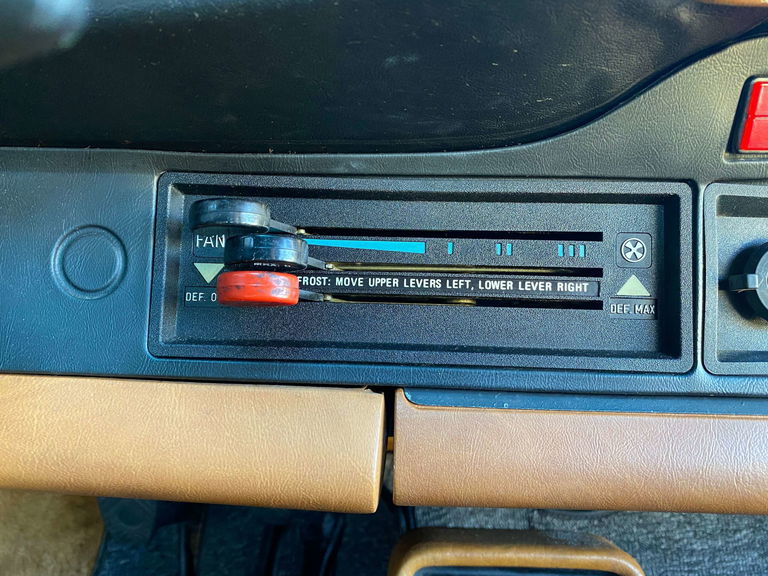 FAN
FROST: MOVE UPPER LEVERS LEFT, LOWER LEVER RIGHT
DEF.
DEF. MAX